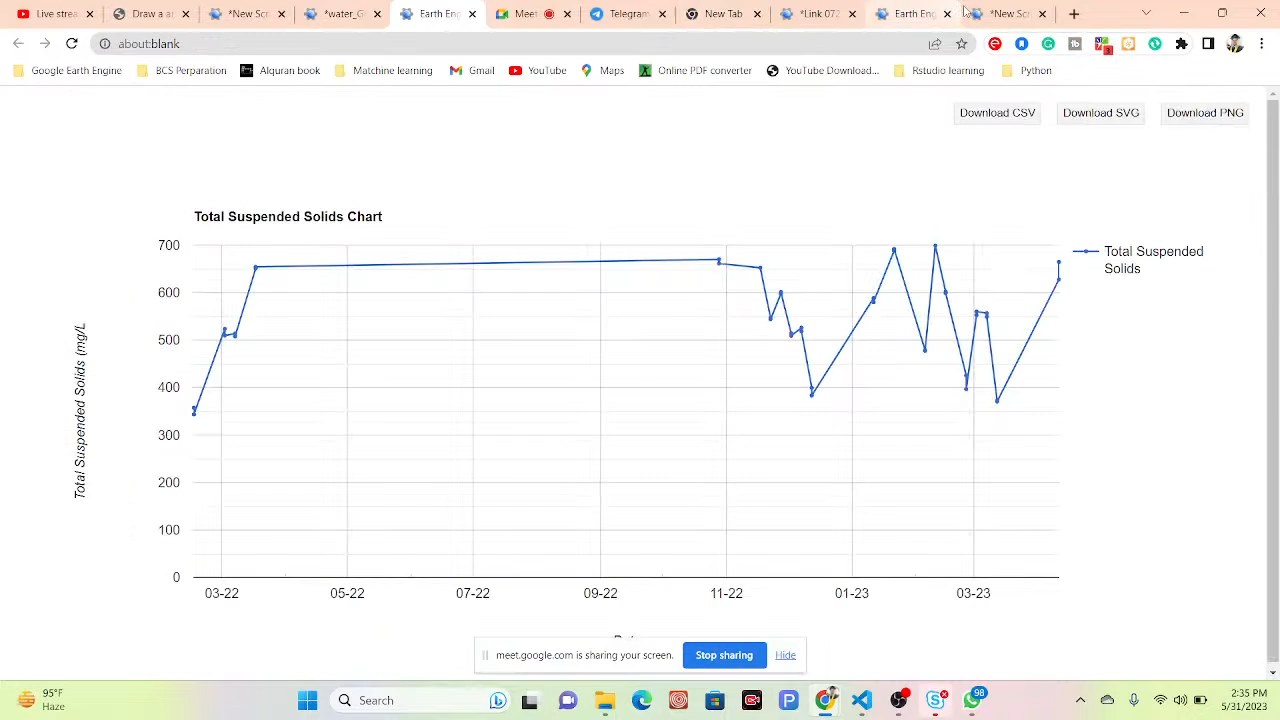 Live strea
Draw a a
*New Scr
*water_G
Earth Eng
Meet
Telegram
New Tab
*Link 072
Earth Eng
*New Scr
about:blank
3
Google Earth Engine
BCS Peparation
Alquran book
Matchine learning
Gmail
YouTube
Maps
Online PDF converter
YouTube Download...
Rstudio learning
Python
Download CSV
Download SVG
Download PNG
Total Suspended Solids Chart
Total Suspended Solids (mg/L
700
600
500
400
300
200
100
0
Total Suspended
Solids
03-22
05-22
07-22
09-22
11-22
01-23
03-23
meet.google.com is sharing your screen.
Stop sharing
Hide
95°F
Haze
Search
98
2:35 PM
5/31/2023